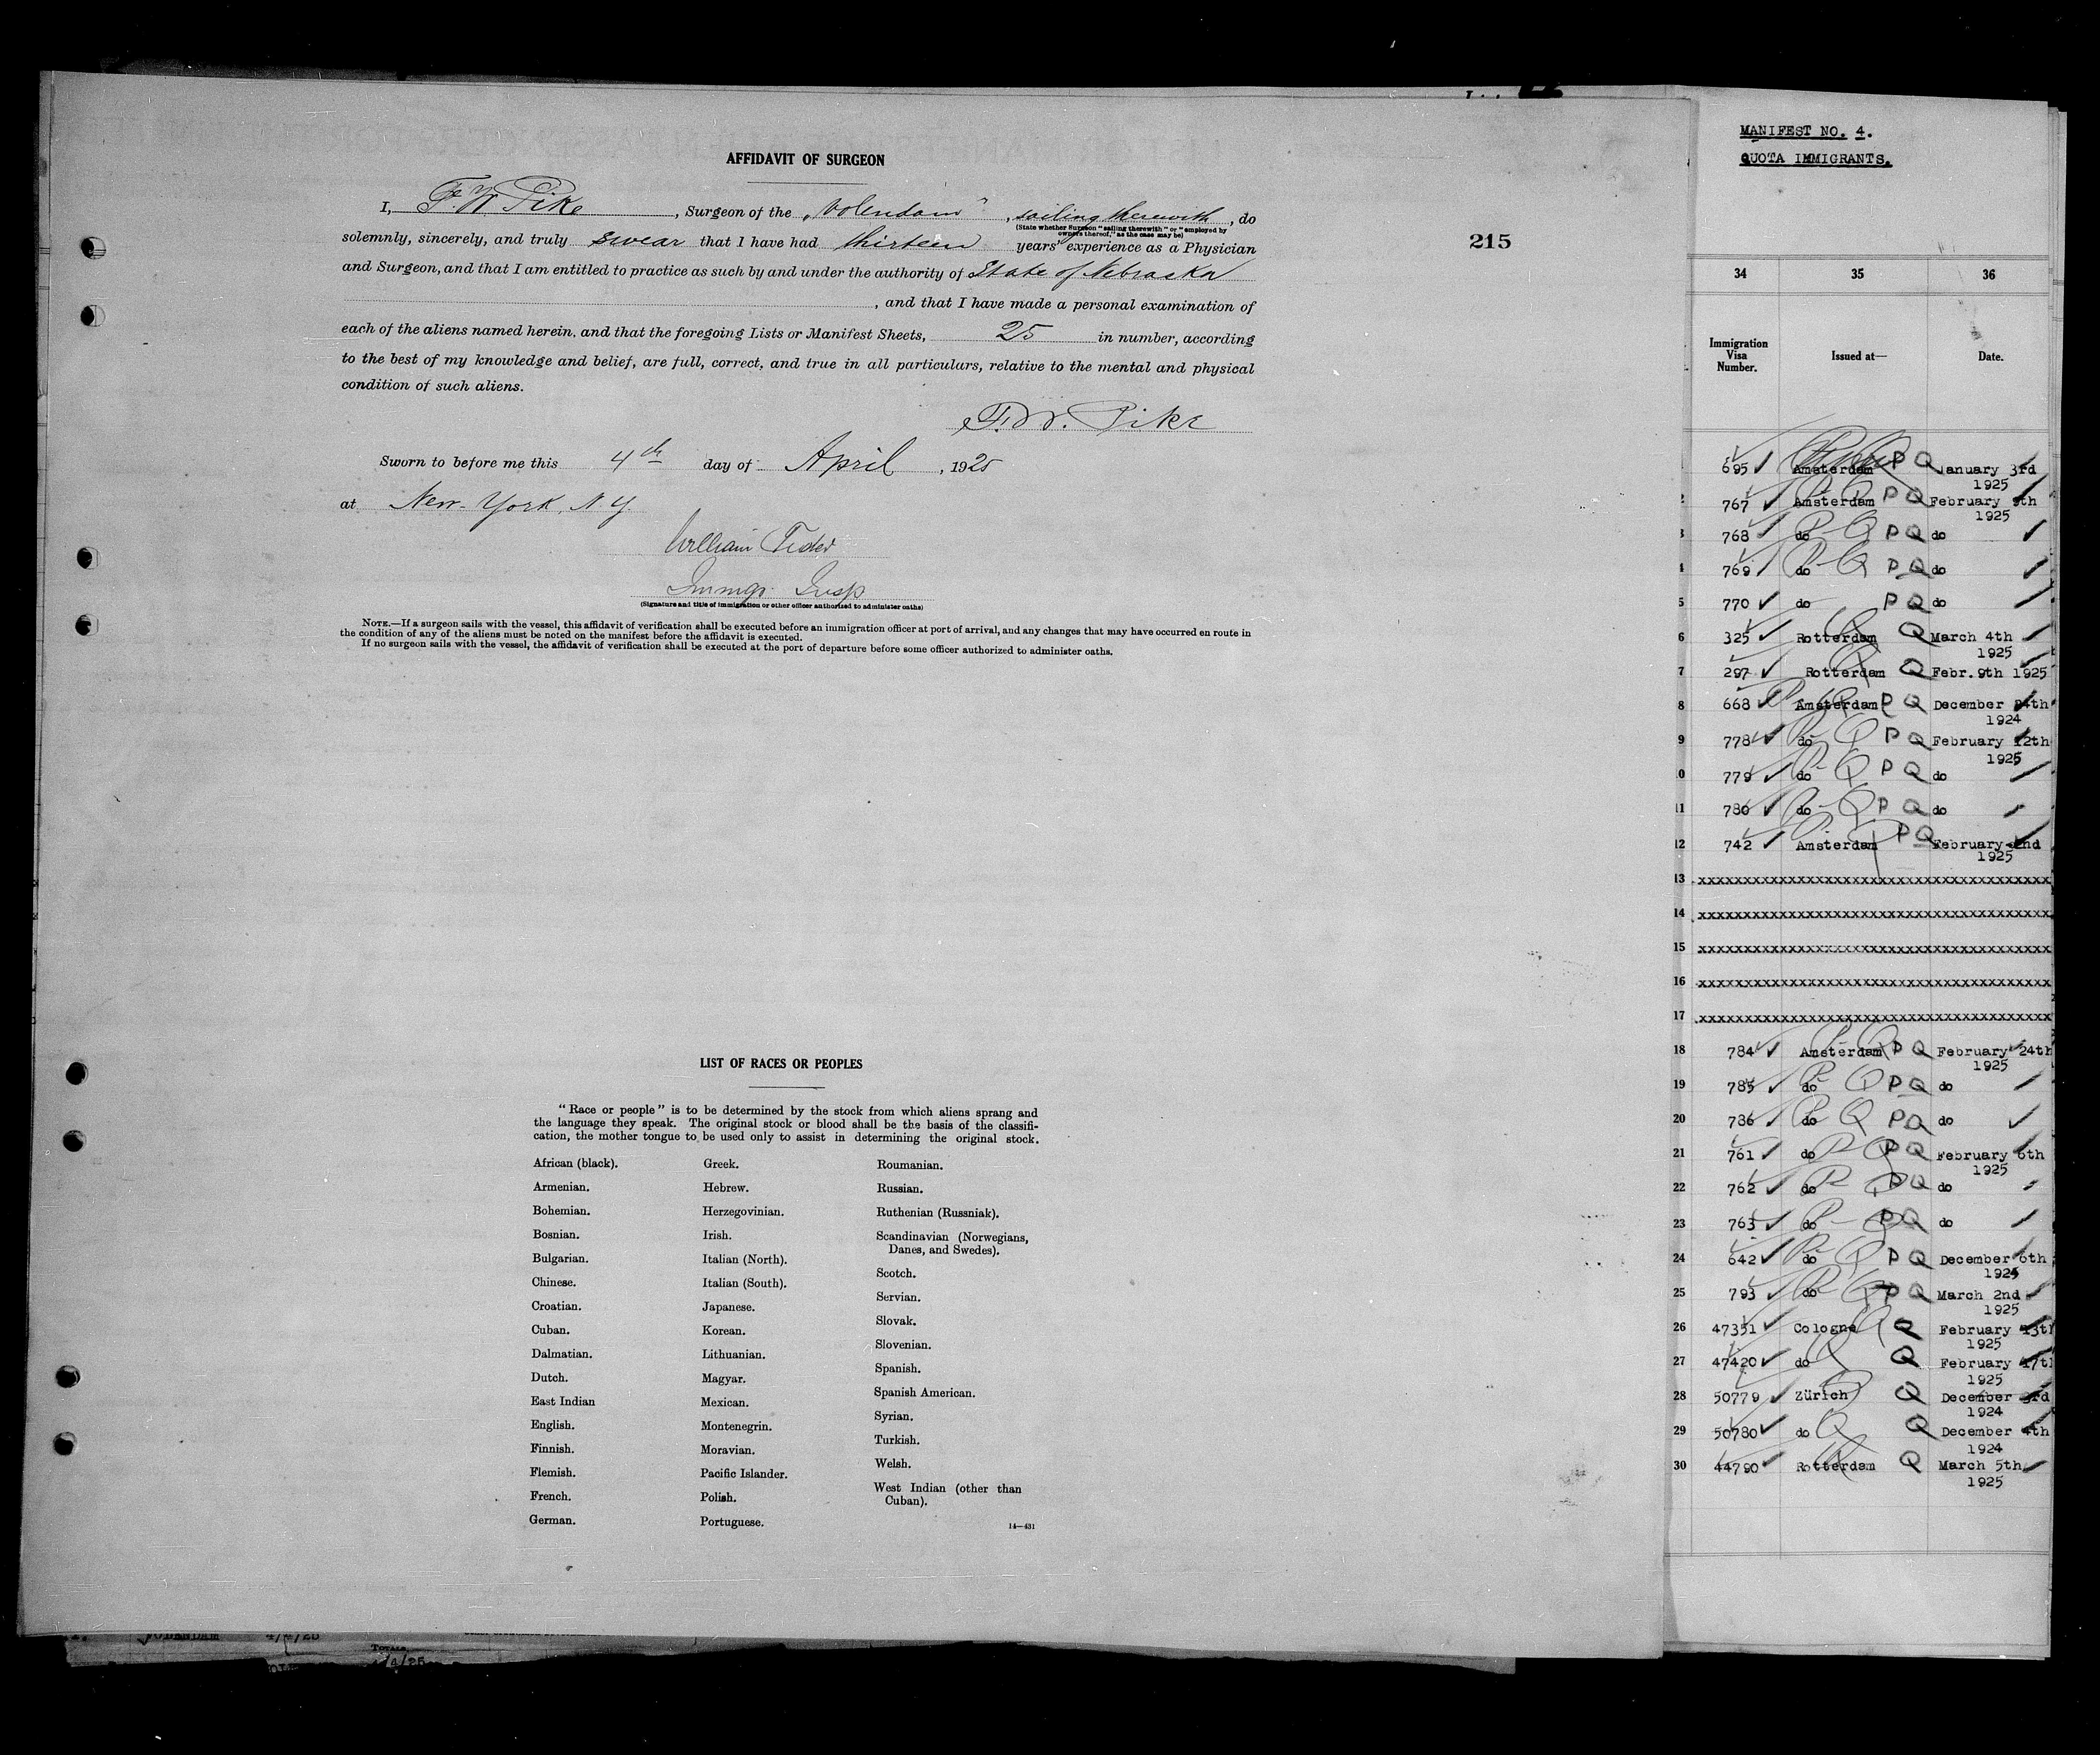 AFFIDAVIT OF SURGEON
I, F. W. Pike, Surgeon of the „Volendam”, sailing therewith, do
(State whether Surgeon "sailing therewith" or "employed by
owners thereof," as the case may be)
solemnly, sincerely, and truly swear that I have had thirteen years' experience as a Physician
and Surgeon, and that I am entitled to practice as such by and under the authority of State of Nebraska
, and that I have made a personal examination of
each of the aliens named herein, and that the foregoing Lists or Manifest Sheets, 25 in number, according
to the best of my knowledge and belief, are full, correct, and true in all particulars, relative to the mental and physical
condition of such aliens.
F. W. Pike
Sworn to before me this 4th day of April, 1925
at New-York, N.Y.
William
Immgr. Insp
(Signature and title of immigration or other officer authorized to administer oaths)
NOTE.—If a surgeon sails with the vessel, this affidavit of verification shall be executed before an immigration officer at port of arrival, and any changes that may have occurred en route in
the condition of any of the aliens must be noted on the manifest before the affidavit is executed.
If no surgeon sails with the vessel, the affidavit of verification shall be executed at the port of departure before some officer authorized to administer oaths.
215
LIST OF RACES OR PEOPLES
"Race or people" is to be determined by the stock from which aliens sprang and
the language they speak. The original stock or blood shall be the basis of the classifi-
cation, the mother tongue to be used only to assist in determining the original stock.
African (black).
Armenian.
Bohemian.
Bosnian.
Bulgarian.
Chinese.
Croatian.
Cuban.
Dalmatian.
Dutch.
East Indian
English.
Finnish.
Flemish.
French.
German.
Greek.
Hebrew.
Herzegovinian.
Irish.
Italian (North).
Italian (South).
Japanese.
Korean.
Lithuanian.
Magyar.
Mexican.
Montenegrin.
Moravian.
Pacific Islander.
Polish.
Portuguese.
Roumanian.
Russian.
Ruthenian (Russniak).
Scandinavian (Norwegians,
Danes, and Swedes).
Scotch.
Servian.
Slovak.
Slovenian.
Spanish.
Spanish American.
Syrian.
Turkish.
Welsh.
West Indian (other than
Cuban).
14—431
MANIFEST NO. 4.
QUOTA IMMIGRANTS.
34 35 36
Immigration
Visa
Number.
Issued at—
Date.
695 Amsterdam P Q January 3rd
1925
2 767 Amsterdam P Q February 9th
1925
3 768 do P Q do
4 769 do P Q do
5 770 do P Q do
6 325 Rotterdam Q March 4th
1925
7 297 Rotterdam Q Febr. 9th 1925
8 668 Amsterdam P Q December 24th
1924
9 778 do P Q February 12th
1925
10 779 do P Q do
11 780 do P Q do
12 742 Amsterdam P Q February 2nd
1925
13 xxxxxxxxxxxxxxxxxxxxxxxxxxxxxxxxxxxxxx
14 xxxxxxxxxxxxxxxxxxxxxxxxxxxxxxxxxxxxxx
15 xxxxxxxxxxxxxxxxxxxxxxxxxxxxxxxxxxxxxx
16 xxxxxxxxxxxxxxxxxxxxxxxxxxxxxxxxxxxxxx
17 xxxxxxxxxxxxxxxxxxxxxxxxxxxxxxxxxxxxxx
18 784 Amsterdam P Q February 24th
1925
19 785 do P Q do
20 786 do P Q do
21 761 do P Q February 6th
1925
22 762 do P Q do
23 763 do P Q do
24 642 do P Q December 6th
1924
25 793 do P Q March 2nd
1925
26 47351 Cologne Q February 13th
1925
27 47420 do Q February 17th
1925
28 50779 Zürich Q December 3rd
1924
29 50780 do Q December 4th
1924
30 44790 Rotterdam Q March 5th
1925
VOLENDAM 4/4/25
TOTALS
4/4/25